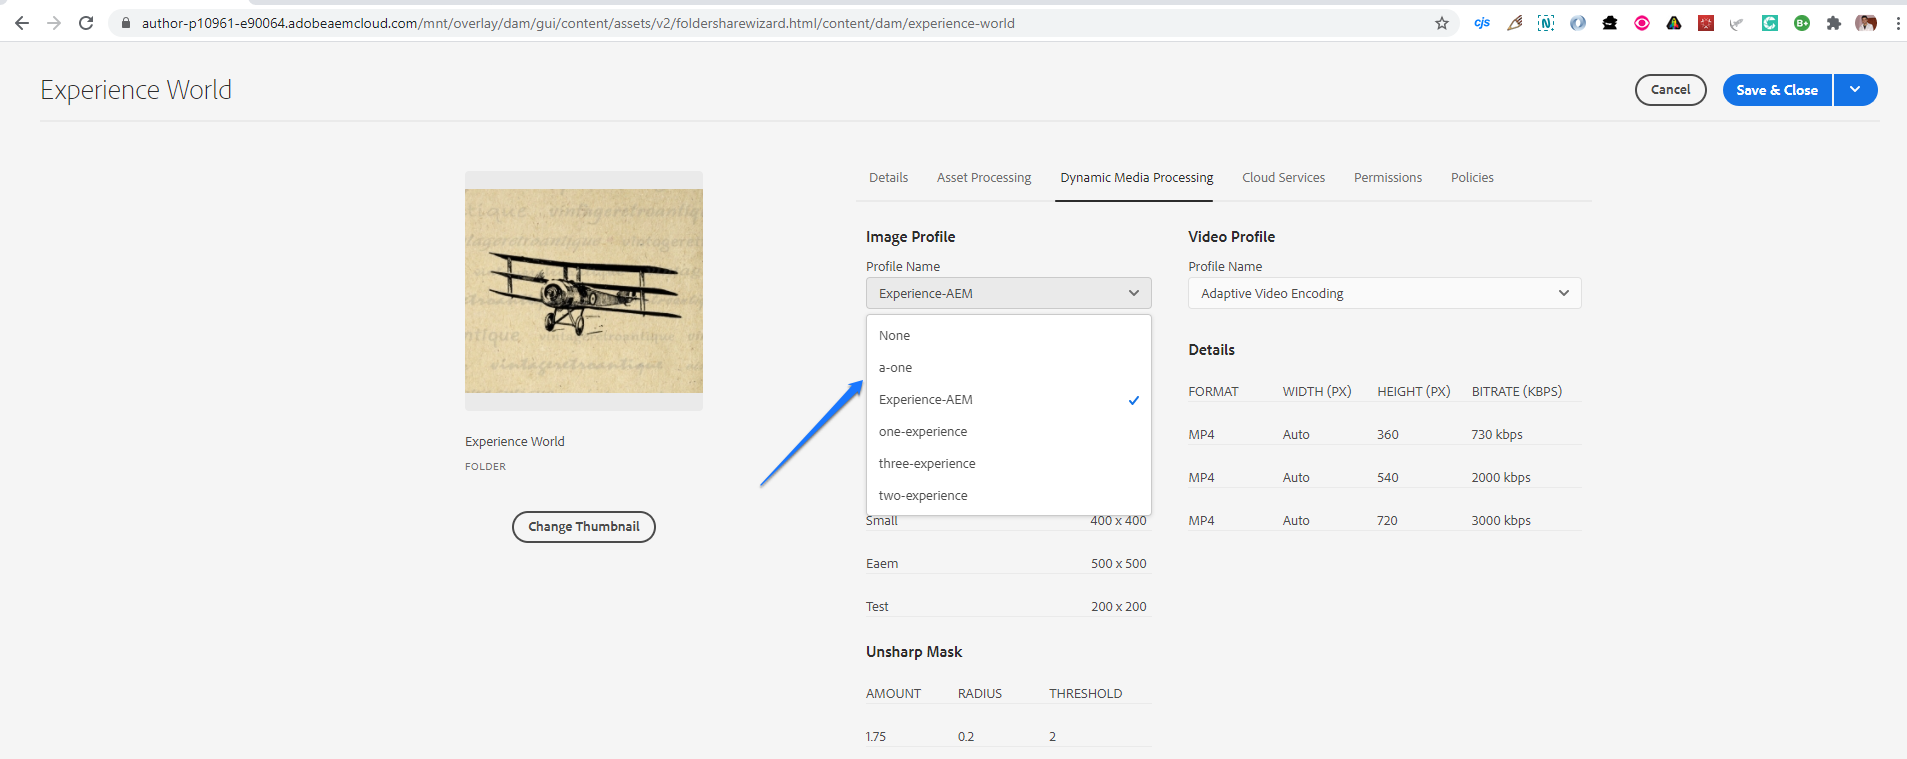 author-p10961-e90064.adobeaemcloud.com/mnt/overlay/dam/gui/content/assets/v2/foldersharewizard.html/content/dam/experience-world
cjs
N
B+
Experience World
Cancel
Save & Close
Details
Asset Processing
Dynamic Media Processing
Cloud Services
Permissions
Policies
vintageretroantiq
vintageretroantique
Experience World
FOLDER
Change Thumbnail
Image Profile
Profile Name
Experience-AEM
None
a-one
Experience-AEM
one-experience
three-experience
two-experience
Small 400 x 400
Eaem 500 x 500
Test 200 x 200
Unsharp Mask
AMOUNT RADIUS THRESHOLD
1.75 0.2 2
Video Profile
Profile Name
Adaptive Video Encoding
Details
FORMAT WIDTH (PX) HEIGHT (PX) BITRATE (KBPS)
MP4 Auto 360 730 kbps
MP4 Auto 540 2000 kbps
MP4 Auto 720 3000 kbps